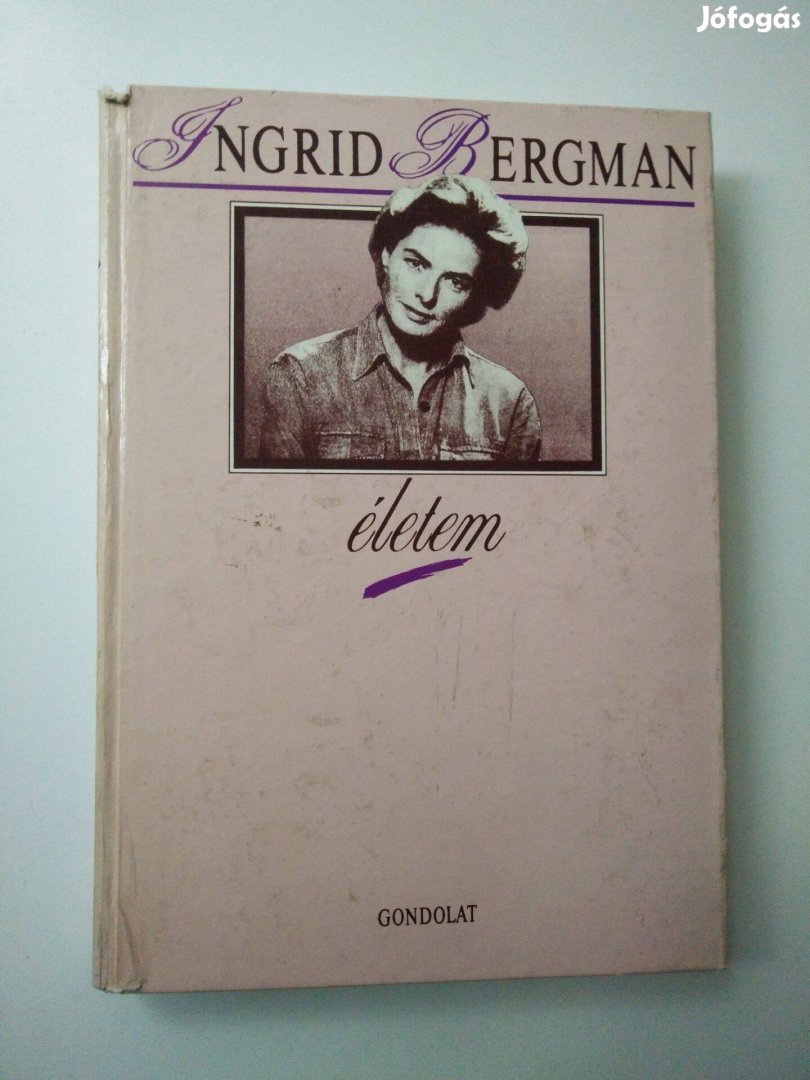 Jófogás
INGRID BERGMAN
életem
GONDOLAT